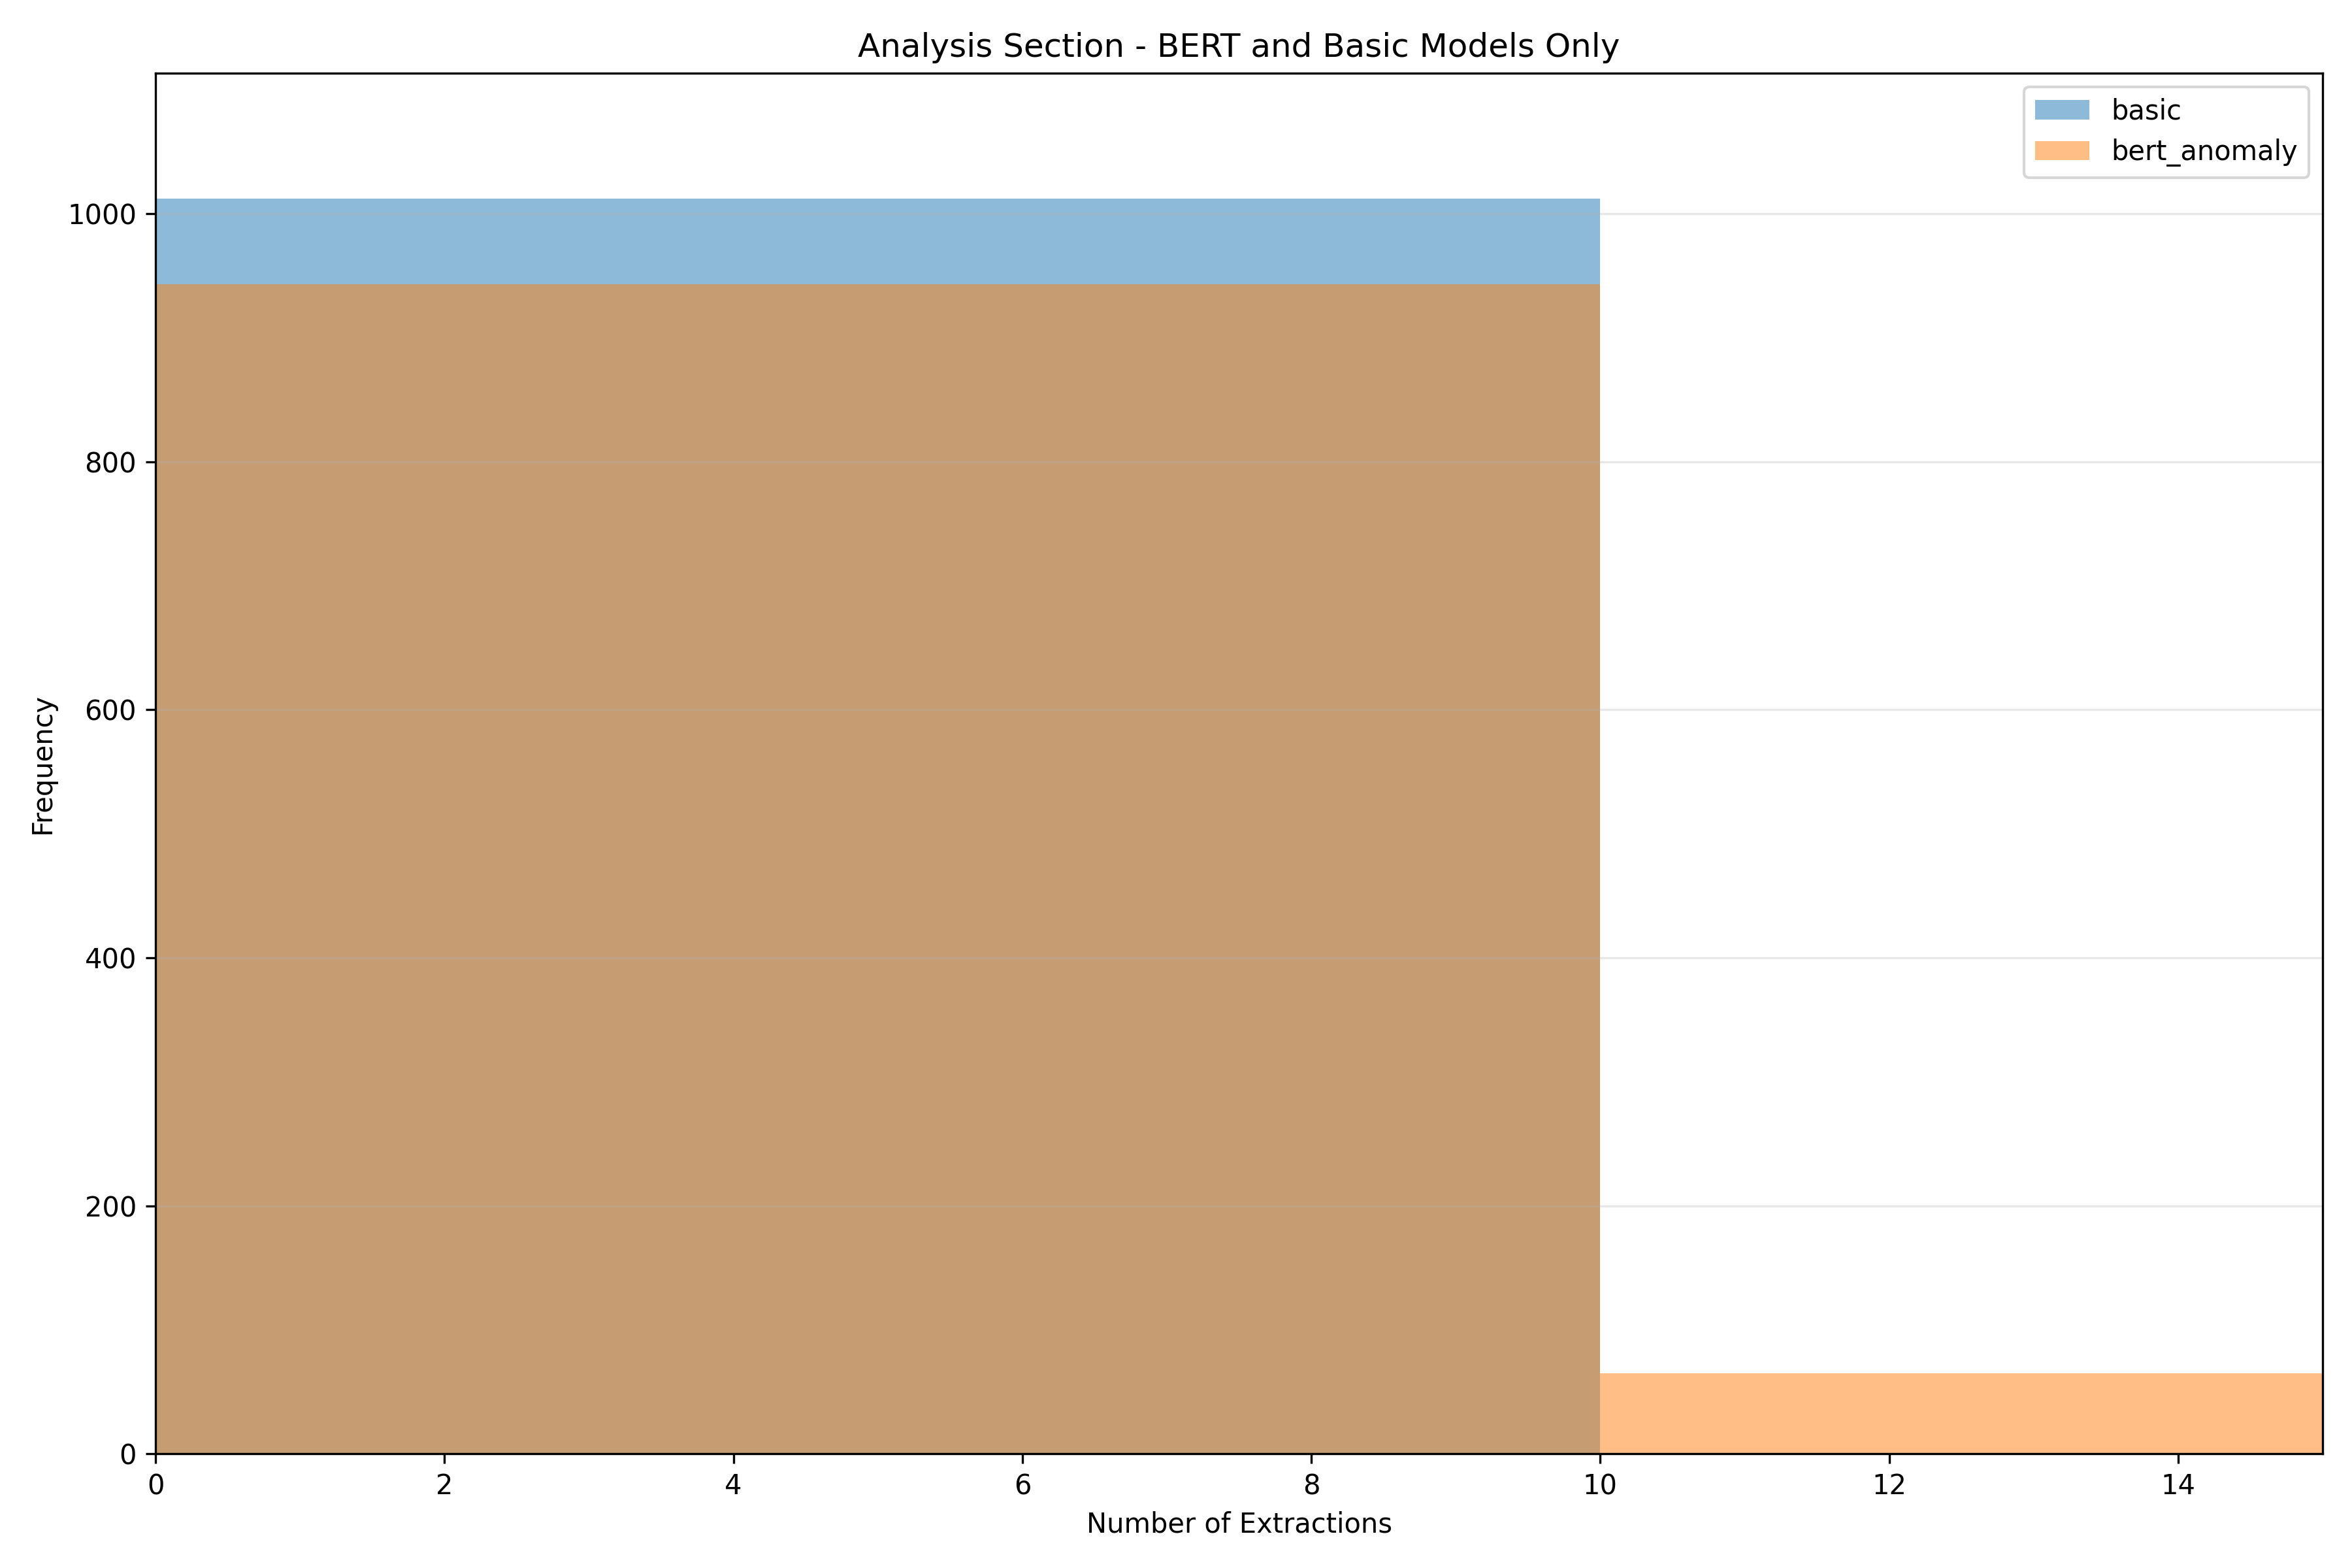 Analysis Section - BERT and Basic Models Only
basic
bert_anomaly
1000
800
600
400
200
0
Frequency
0 2 4 6 8 10 12 14
Number of Extractions